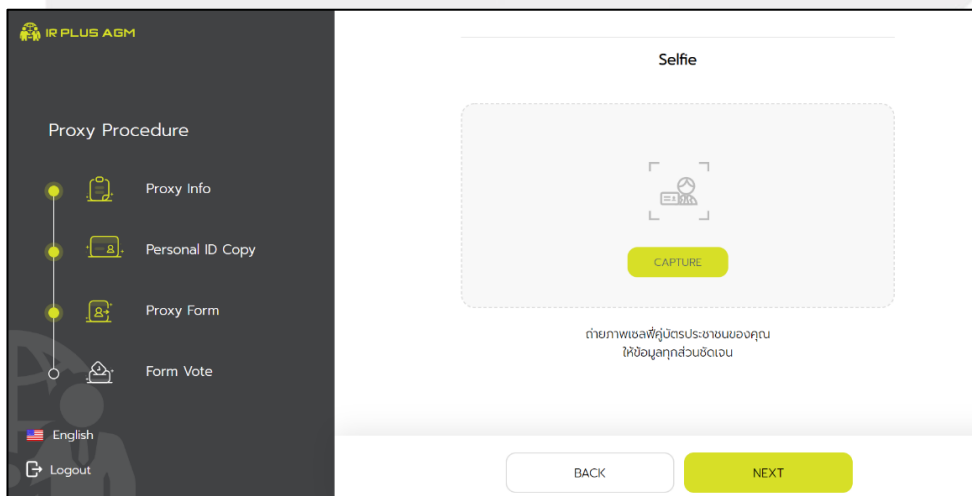 IR PLUS AGM
Proxy Procedure
Proxy Info
Personal ID Copy
Proxy Form
Form Vote
English
Logout
Selfie
CAPTURE
ถ่ายภาพเซลฟี่คู่บัตรประชาชนของคุณ
ให้ข้อมูลทุกส่วนชัดเจน
BACK
NEXT